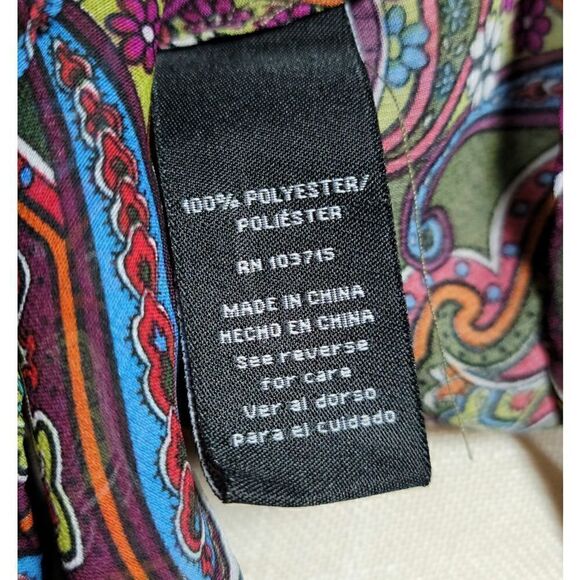 100% POLYESTER/
POLIÉSTER
RN 103715
MADE IN CHINA
HECHO EN CHINA
See reverse
for care
Ver al dorso
para el cuidado